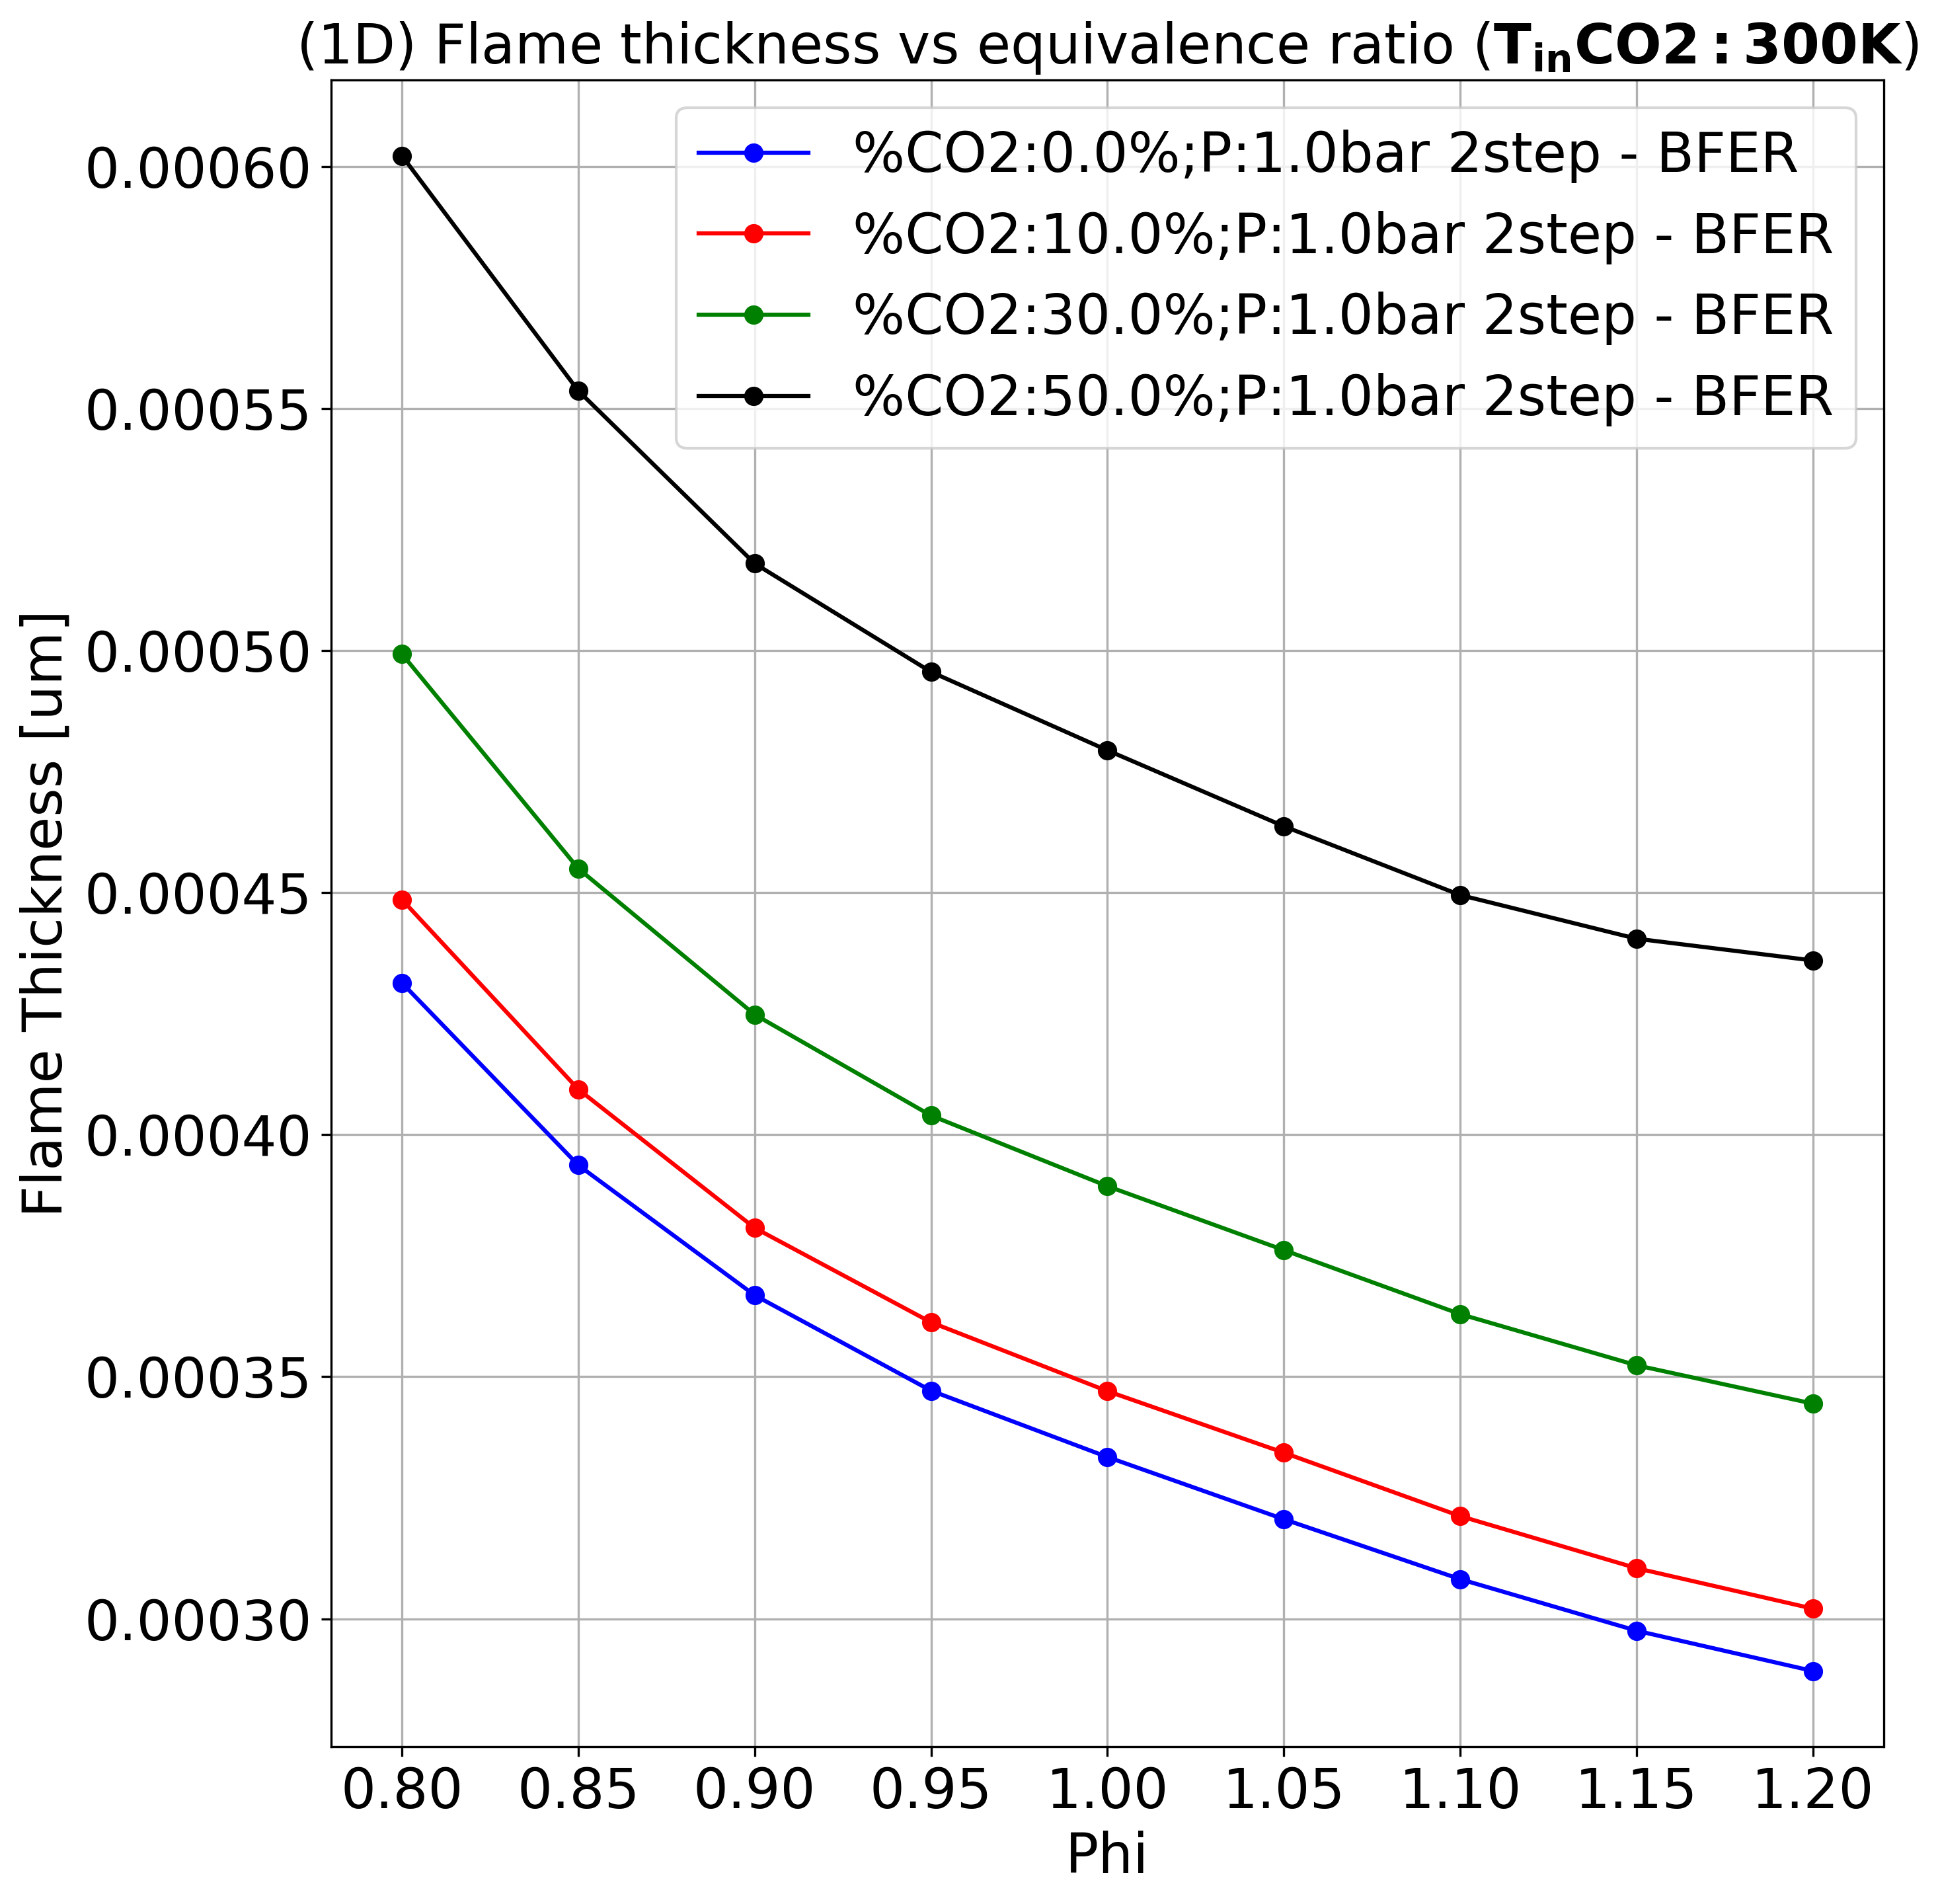 (1D) Flame thickness vs equivalence ratio (TinCO2 : 300K)
%CO2:0.0%;P:1.0bar 2step - BFER
%CO2:10.0%;P:1.0bar 2step - BFER
%CO2:30.0%;P:1.0bar 2step - BFER
%CO2:50.0%;P:1.0bar 2step - BFER
Flame Thickness [um]
0.00060
0.00055
0.00050
0.00045
0.00040
0.00035
0.00030
0.80 0.85 0.90 0.95 1.00 1.05 1.10 1.15 1.20
Phi